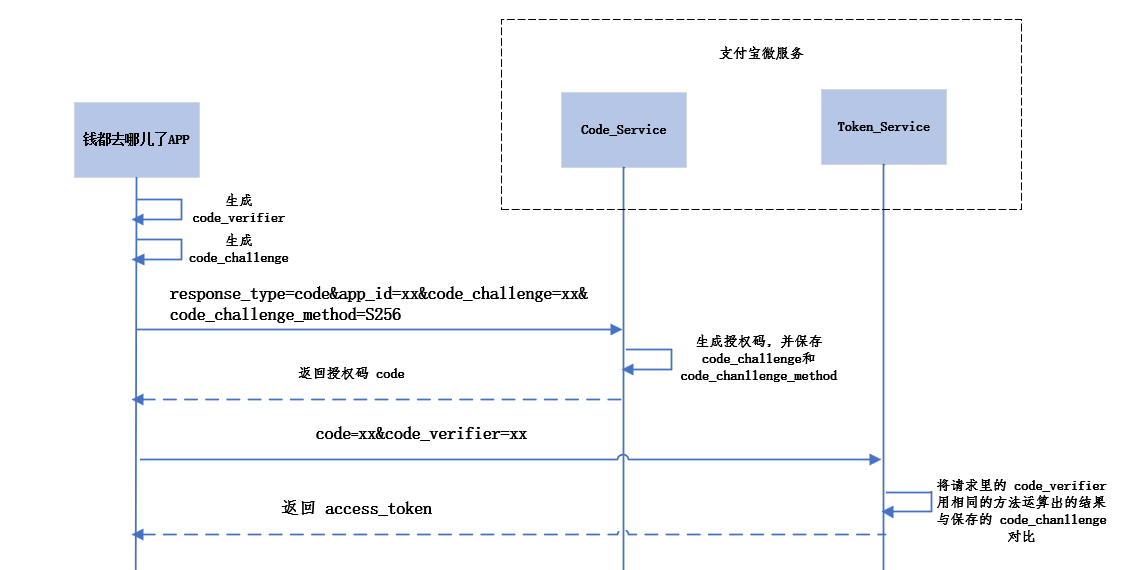 支付宝微服务
钱都去哪儿了APP
Code_Service
Token_Service
生成
code_verifier
生成
code_challenge
response_type=code&app_id=xx&code_challenge=xx&
code_challenge_method=S256
生成授权码，并保存
code_challenge和
code_chanllenge_method
返回授权码 code
code=xx&code_verifier=xx
将请求里的 code_verifier
用相同的方法运算出的结果
与保存的 code_chanllenge
对比
返回 access_token